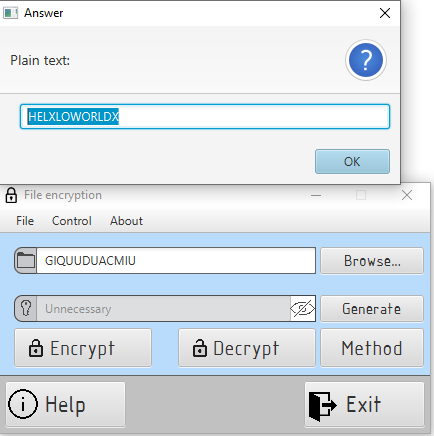 Answer
Plain text:
HELXLOWORLDX
OK
File encryption
File Control About
GIQUUDUACMIU
Browse...
Unnecessary
Generate
Encrypt
Decrypt
Method
Help
Exit